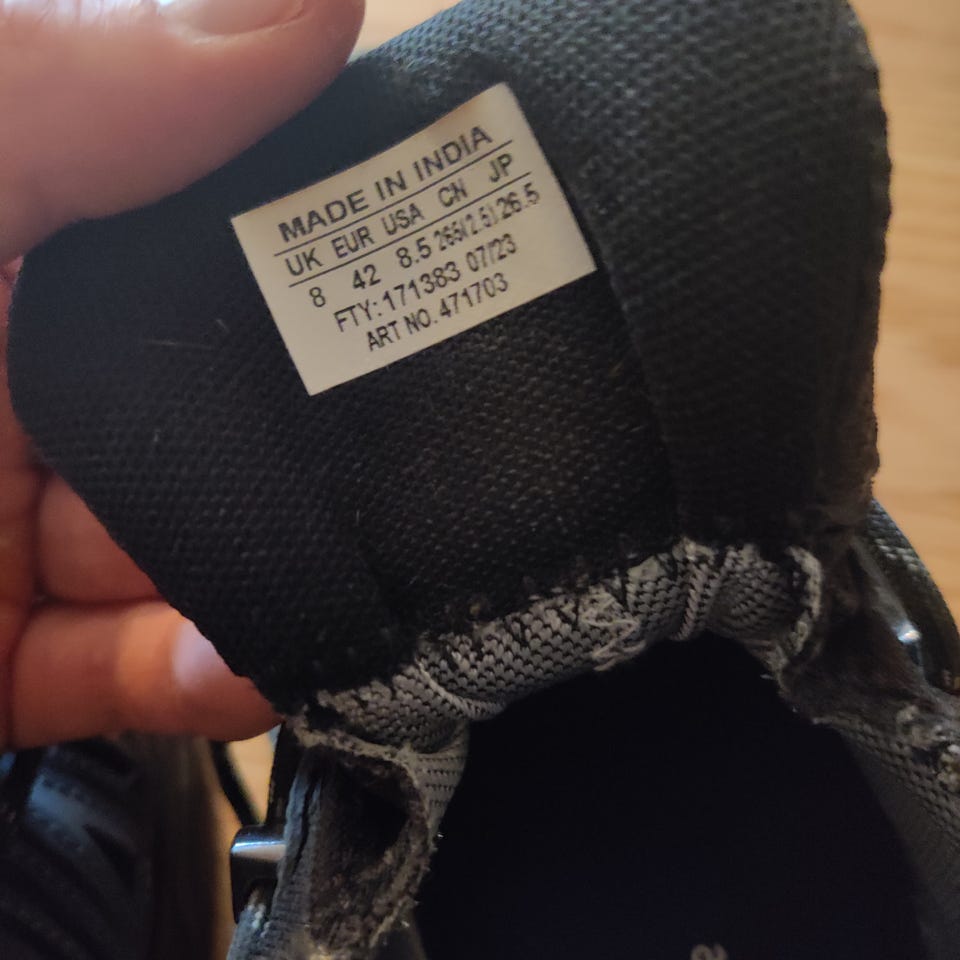 MADE IN INDIA
UK EUR USA CN JP
8 42 8.5 265(2.5) 26.5
FTY: 171383 07/23
ART NO. 471703